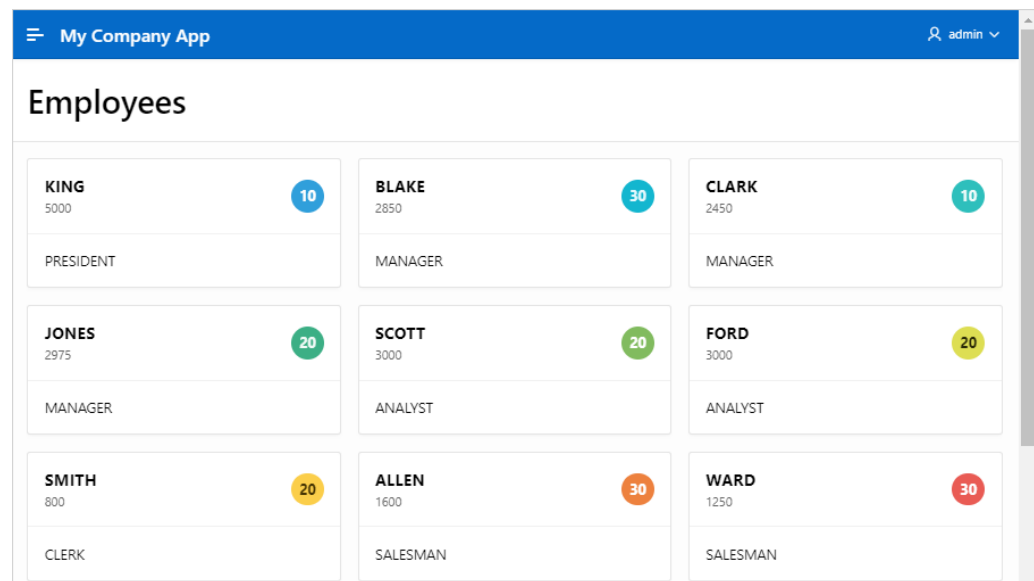 My Company App
admin
Employees
KING
5000
10
PRESIDENT
BLAKE
2850
30
MANAGER
CLARK
2450
10
MANAGER
JONES
2975
20
MANAGER
SCOTT
3000
20
ANALYST
FORD
3000
20
ANALYST
SMITH
800
20
CLERK
ALLEN
1600
30
SALESMAN
WARD
1250
30
SALESMAN